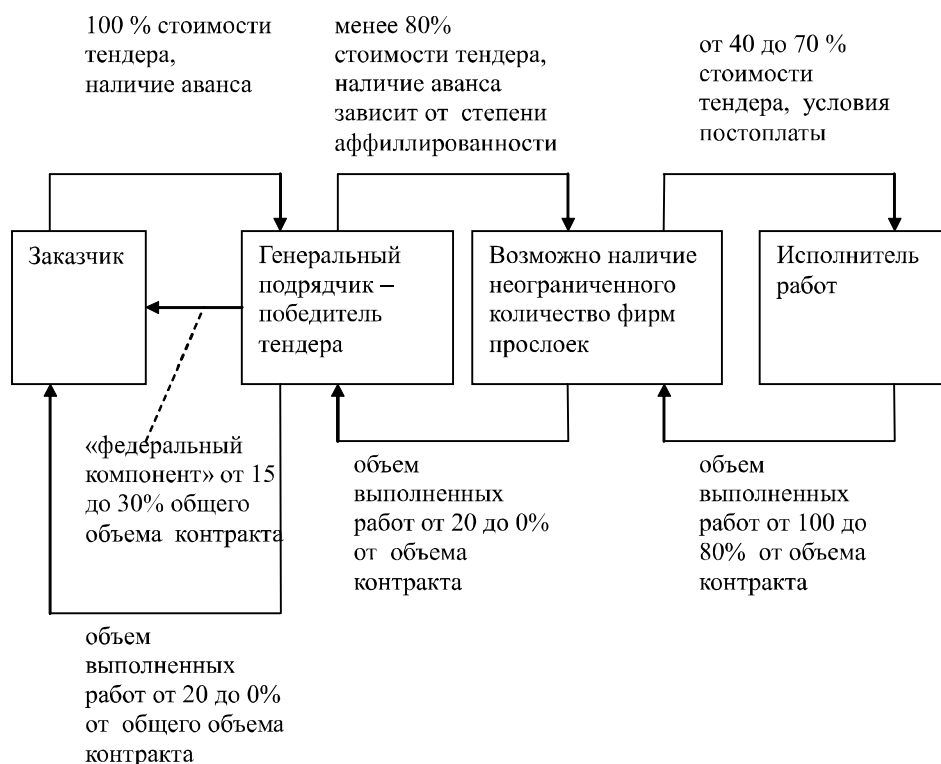 100 % стоимости
тендера,
наличие аванса
менее 80%
стоимости тендера,
наличие аванса
зависит от степени
аффиллированности
от 40 до 70 %
стоимости
тендера, условия
постоплаты
Заказчик
Генеральный
подрядчик –
победитель
тендера
Возможно наличие
неограниченного
количество фирм
прослоек
Исполнитель
работ
«федеральный
компонент» от 15
до 30% общего
объема контракта
объем
выполненных
работ от 20 до 0%
от объема
контракта
объем
выполненных
работ от 100 до
80% от объема
контракта
объем
выполненных
работ от 20 до 0%
от общего объема
контракта